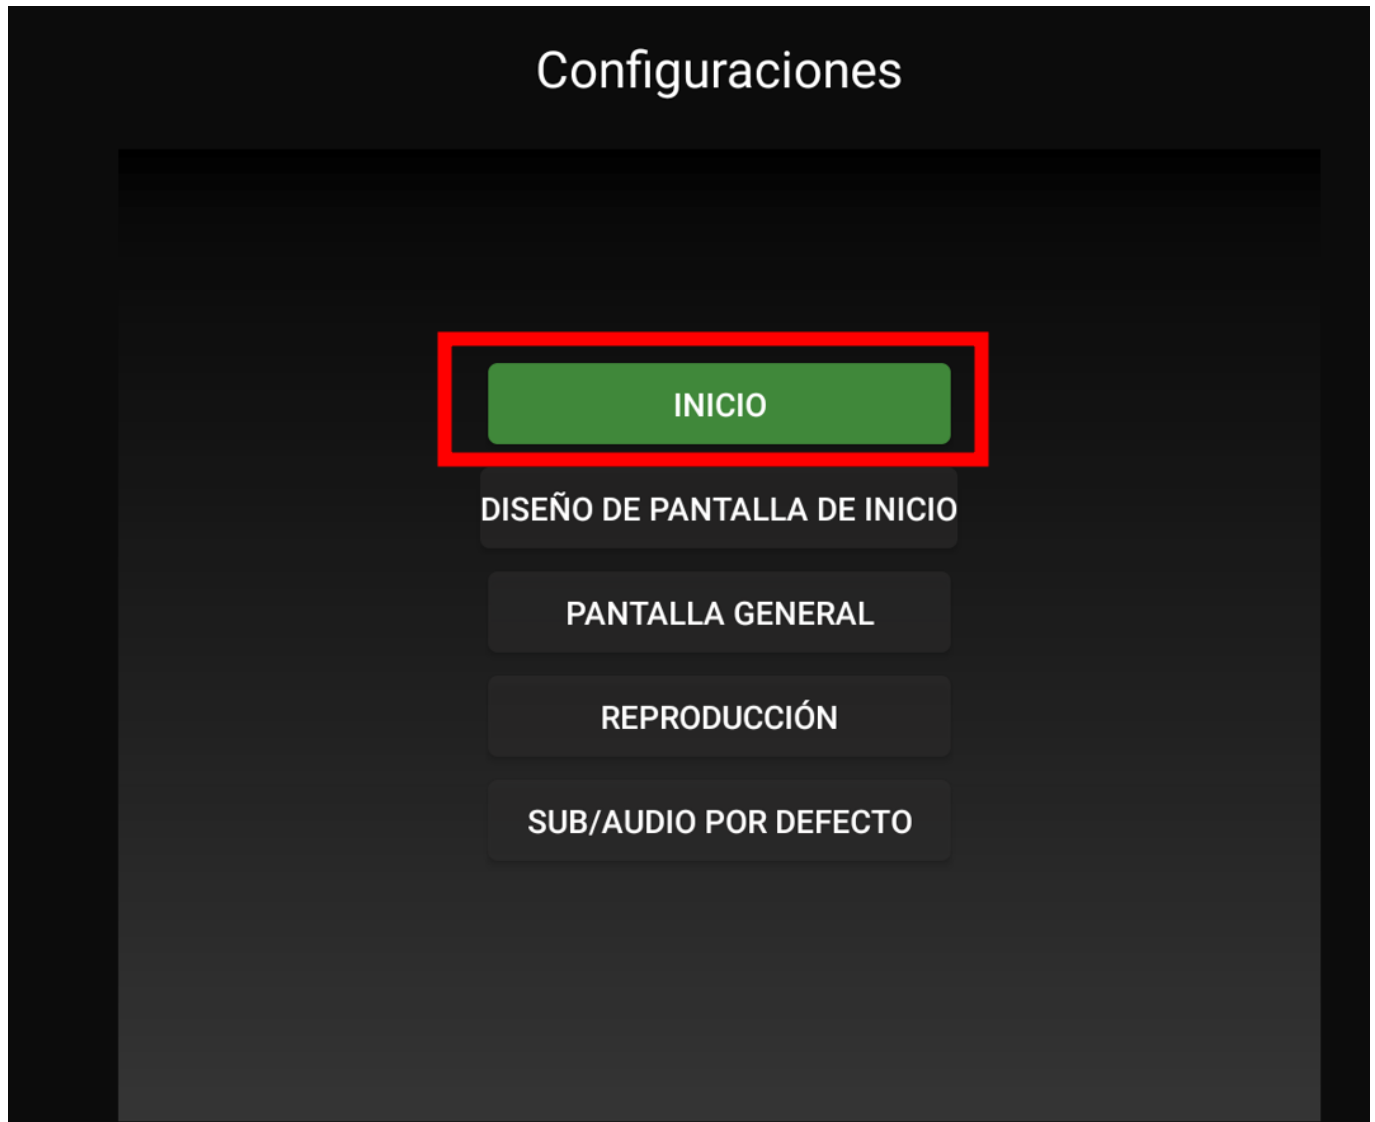 Configuraciones
INICIO
DISEÑO DE PANTALLA DE INICIO
PANTALLA GENERAL
REPRODUCCIÓN
SUB/AUDIO POR DEFECTO